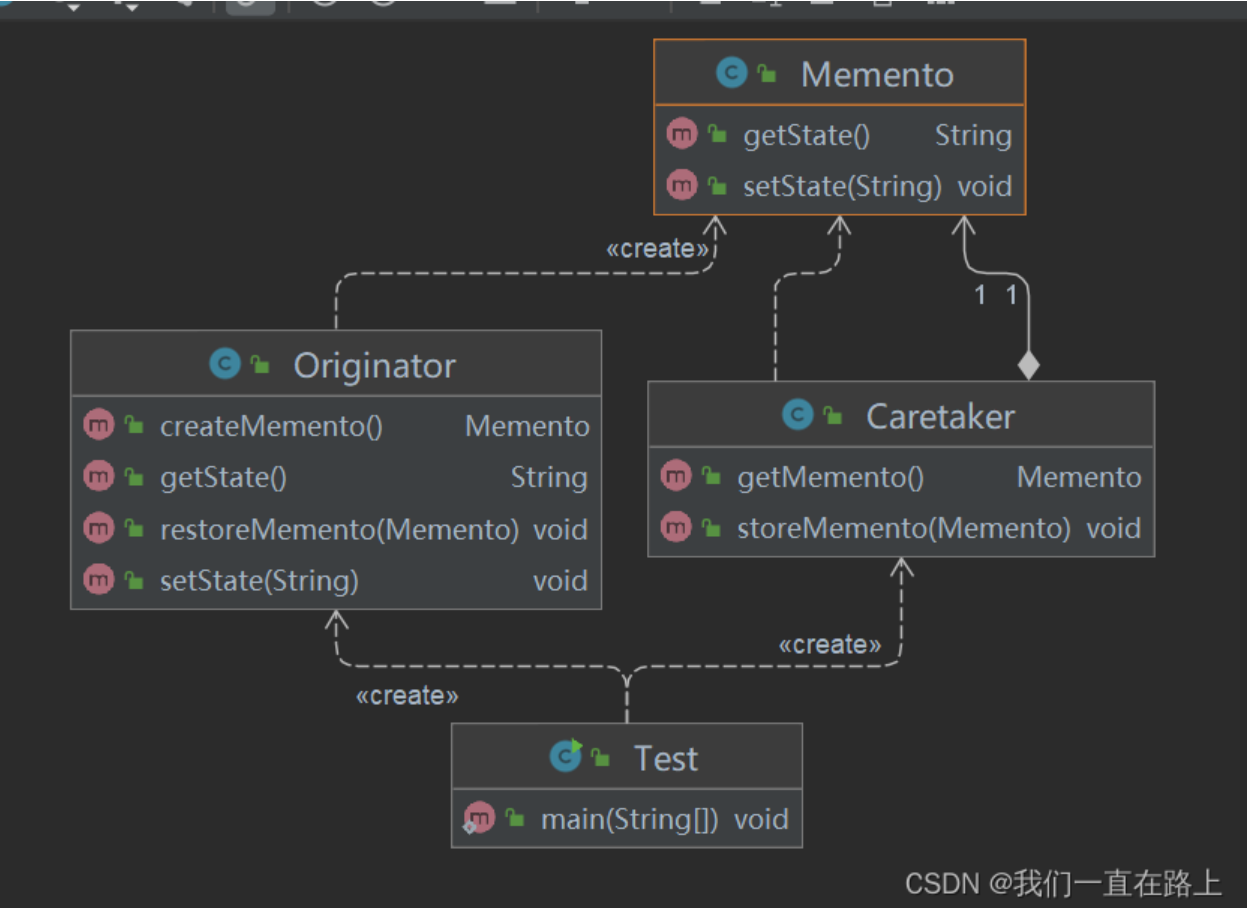 Memento
getState() String
setState(String) void
«create»
1 1
Originator
createMemento() Memento
getState() String
restoreMemento(Memento) void
setState(String) void
Caretaker
getMemento() Memento
storeMemento(Memento) void
«create»
«create»
Test
main(String[]) void
CSDN @我们一直在路上